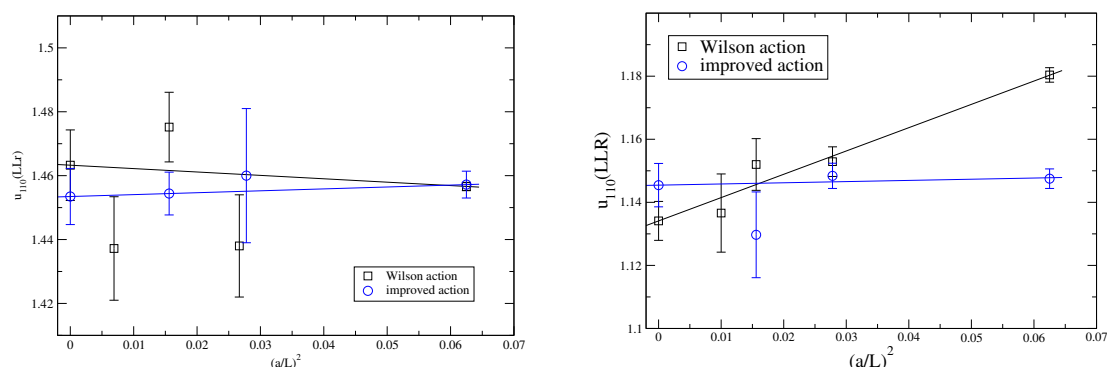 1.5
1.48
1.46
1.44
1.42
u₁₁₀(LLr)
Wilson action
improved action
0 0.01 0.02 0.03 0.04 0.05 0.06 0.07
(a/L)²
Wilson action
improved action
1.18
1.16
1.14
1.12
1.1
u₁₁₀(LLR)
0 0.01 0.02 0.03 0.04 0.05 0.06 0.07
(a/L)²